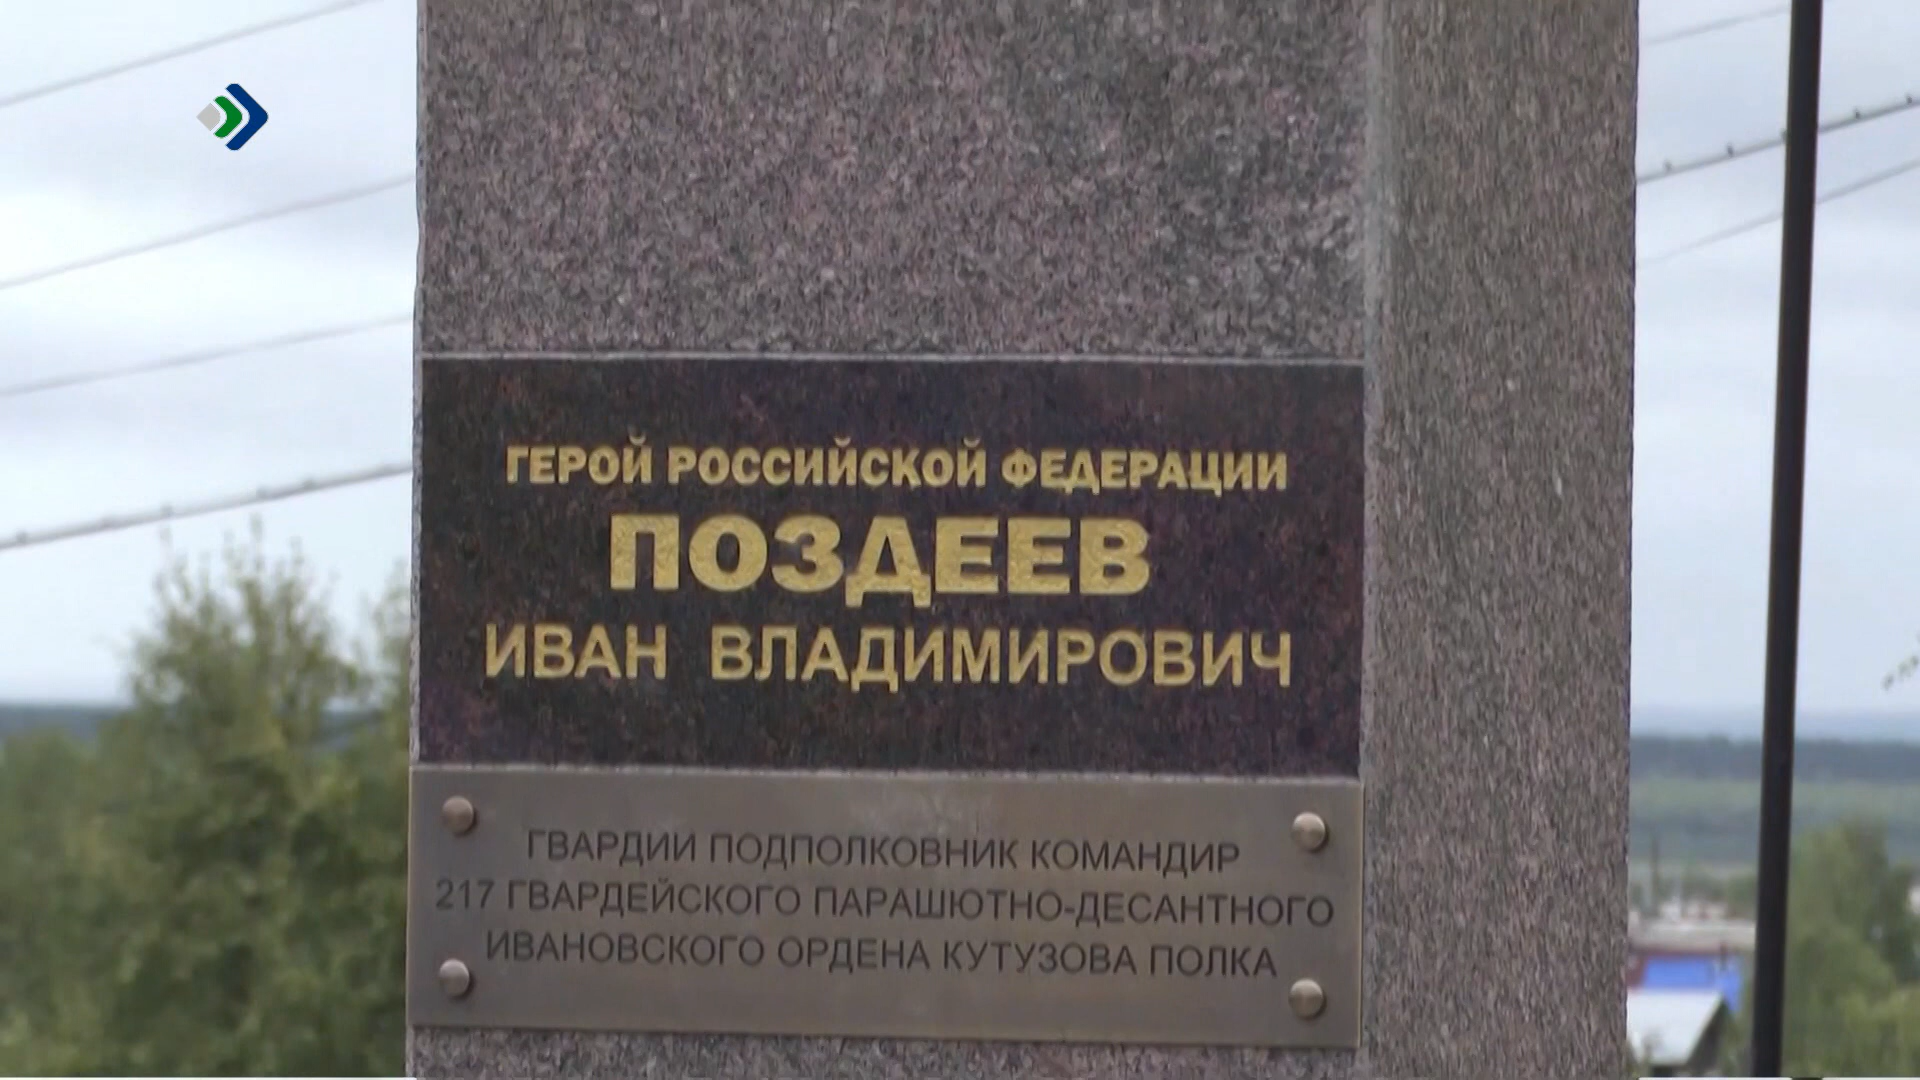 ГЕРОЙ РОССИЙСКОЙ ФЕДЕРАЦИИ
ПОЗДЕЕВ
ИВАН ВЛАДИМИРОВИЧ
ГВАРДИИ ПОДПОЛКОВНИК КОМАНДИР
217 ГВАРДЕЙСКОГО ПАРАШЮТНО-ДЕСАНТНОГО
ИВАНОВСКОГО ОРДЕНА КУТУЗОВА ПОЛКА